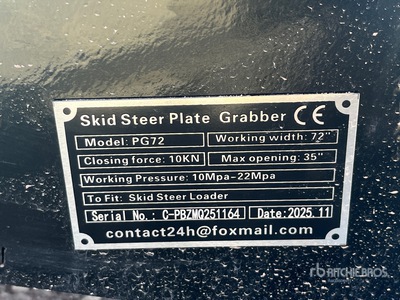 Skid Steer Plate Grabber CE
Model: PG72 Working width: 72"
Closing force: 10KN Max opening: 35"
Working Pressure: 10Mpa-22Mpa
To Fit: Skid Steer Loader
Serial No.: C-PBZMQ251164 Date:2025.11
contact24h@foxmail.com
rb RITCHIE BROS.